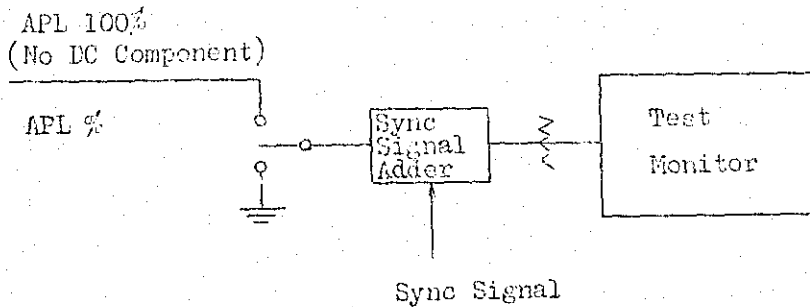 APL 100%
(No DC Component)
APL %
Sync
Signal
Adder
Test
Monitor
Sync Signal